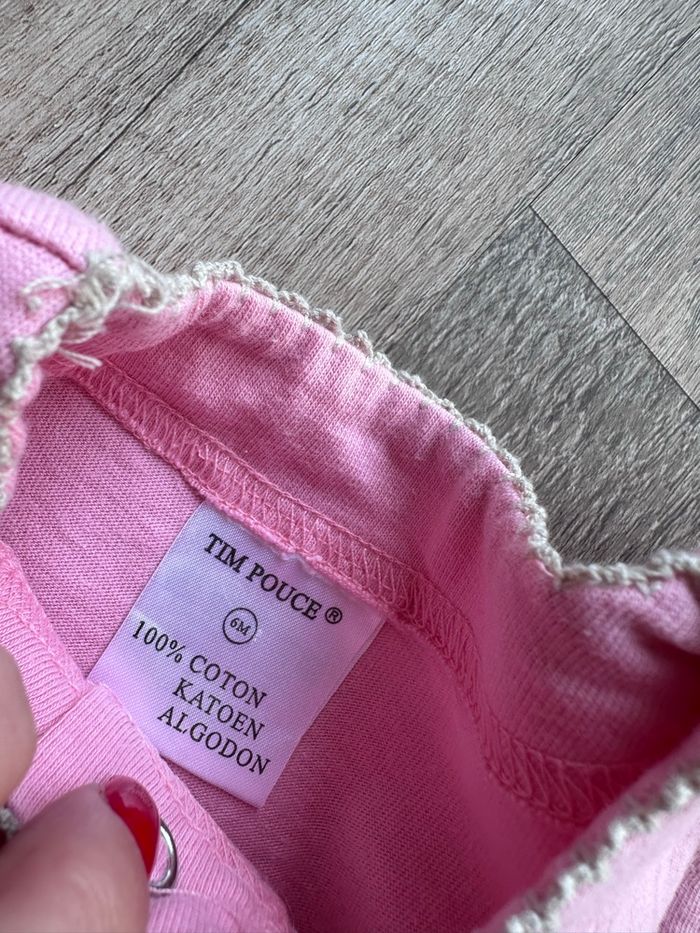 TIM POUCE ®
6M
100% COTON
KATOEN
ALGODON